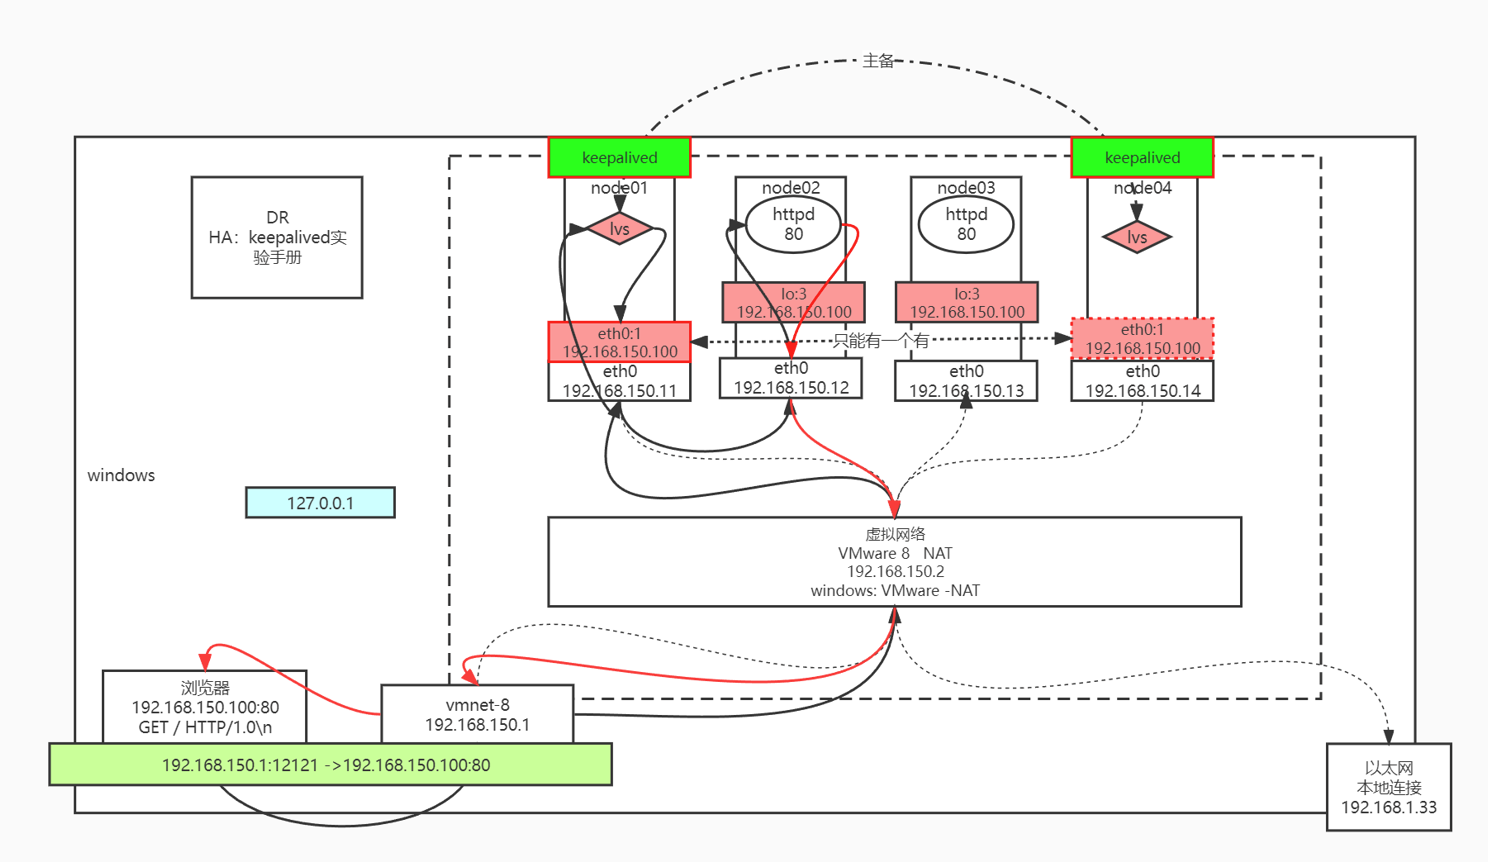 主备
keepalived
keepalived
node01
node02
node03
node04
DR
HA：keepalived实
验手册
lvs
httpd
80
httpd
80
lvs
lo:3
192.168.150.100
lo:3
192.168.150.100
eth0:1
192.168.150.100
只能有一个有
eth0:1
192.168.150.100
eth0
192.168.150.11
eth0
192.168.150.12
eth0
192.168.150.13
eth0
192.168.150.14
windows
127.0.0.1
虚拟网络
VMware 8 NAT
192.168.150.2
windows: VMware -NAT
浏览器
192.168.150.100:80
GET / HTTP/1.0\n
vmnet-8
192.168.150.1
192.168.150.1:12121 ->192.168.150.100:80
以太网
本地连接
192.168.1.33